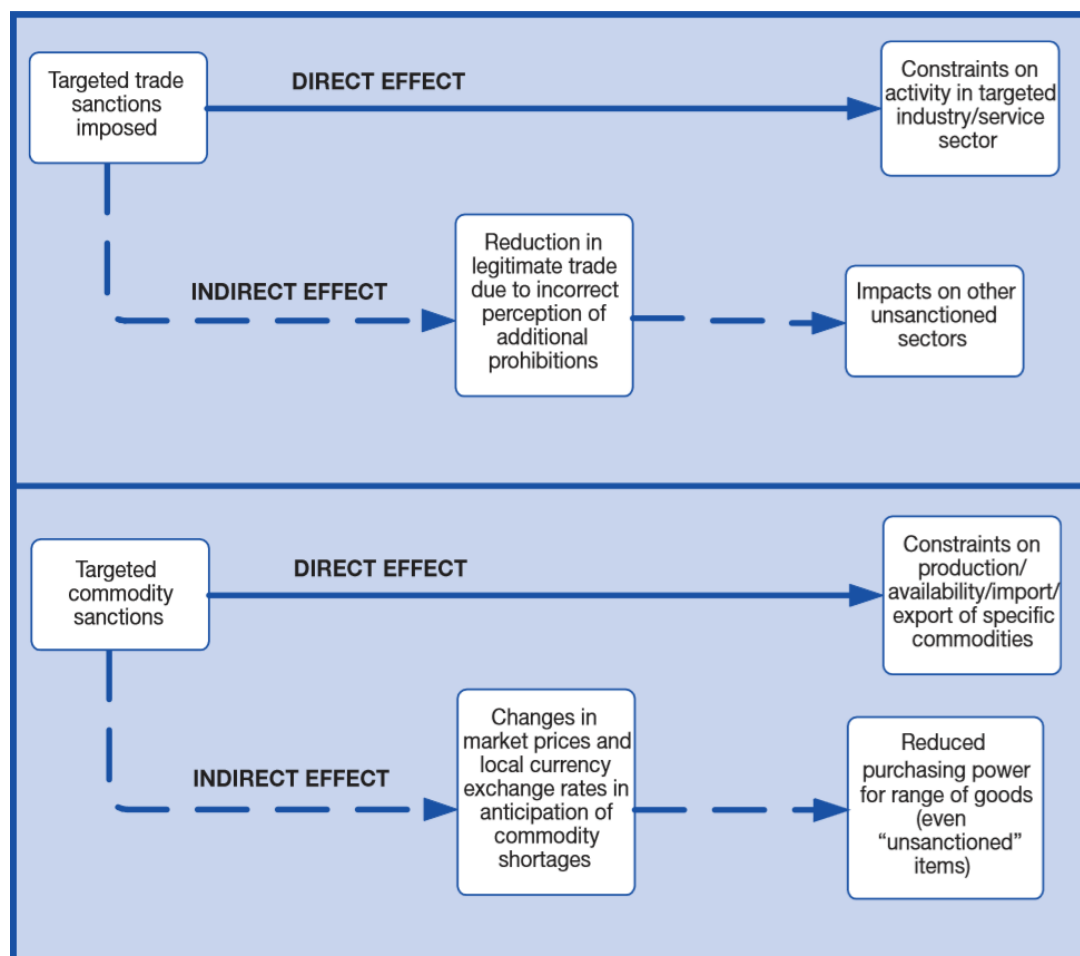 Targeted trade
sanctions
imposed
DIRECT EFFECT
Constraints on
activity in targeted
industry/service
sector
INDIRECT EFFECT
Reduction in
legitimate trade
due to incorrect
perception of
additional
prohibitions
Impacts on other
unsanctioned
sectors
Targeted
commodity
sanctions
DIRECT EFFECT
Constraints on
production/
availability/import/
export of specific
commodities
INDIRECT EFFECT
Changes in
market prices and
local currency
exchange rates in
anticipation of
commodity
shortages
Reduced
purchasing power
for range of goods
(even
“unsanctioned”
items)